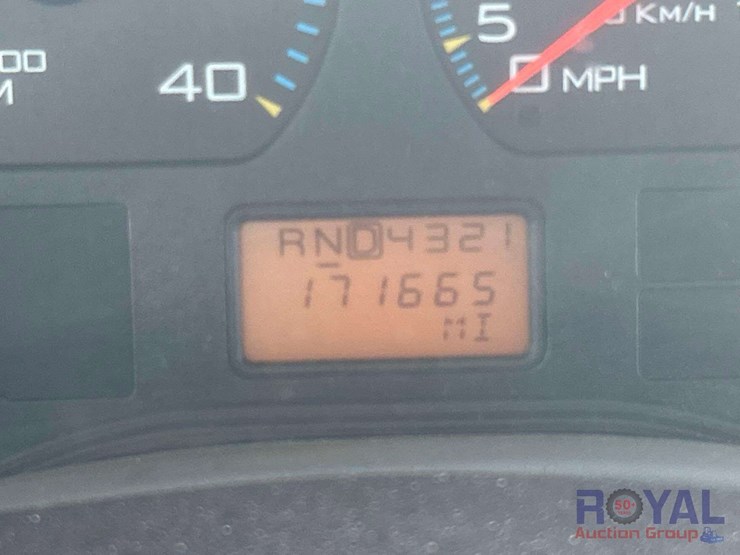 00
40
5
Km/H
0 MPH
RND4321
171665
MI
ROYAL
50+
Auction Group